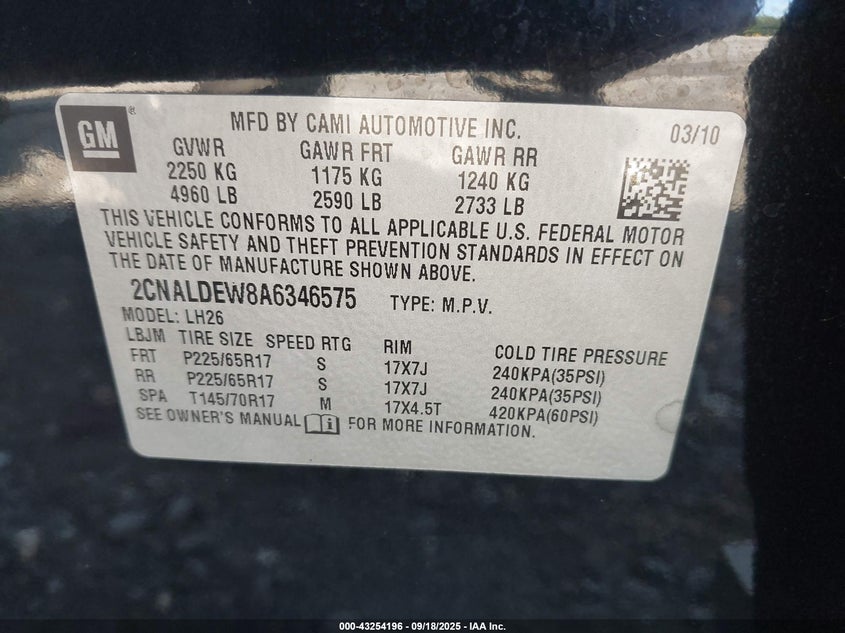 GM ® MFD BY CAMI AUTOMOTIVE INC. 03/10
GVWR GAWR FRT GAWR RR
2250 KG 1175 KG 1240 KG
4960 LB 2590 LB 2733 LB
THIS VEHICLE CONFORMS TO ALL APPLICABLE U.S. FEDERAL MOTOR
VEHICLE SAFETY AND THEFT PREVENTION STANDARDS IN EFFECT ON
THE DATE OF MANUFACTURE SHOWN ABOVE.
2CNALDEW8A6346575 TYPE: M.P.V.
MODEL: LH26
LBJM TIRE SIZE SPEED RTG RIM COLD TIRE PRESSURE
FRT P225/65R17 S 17X7J 240KPA(35PSI)
RR P225/65R17 S 17X7J 240KPA(35PSI)
SPA T145/70R17 M 17X4.5T 420KPA(60PSI)
SEE OWNER'S MANUAL i FOR MORE INFORMATION.
000-43254196 - 09/18/2025 - IAA Inc.